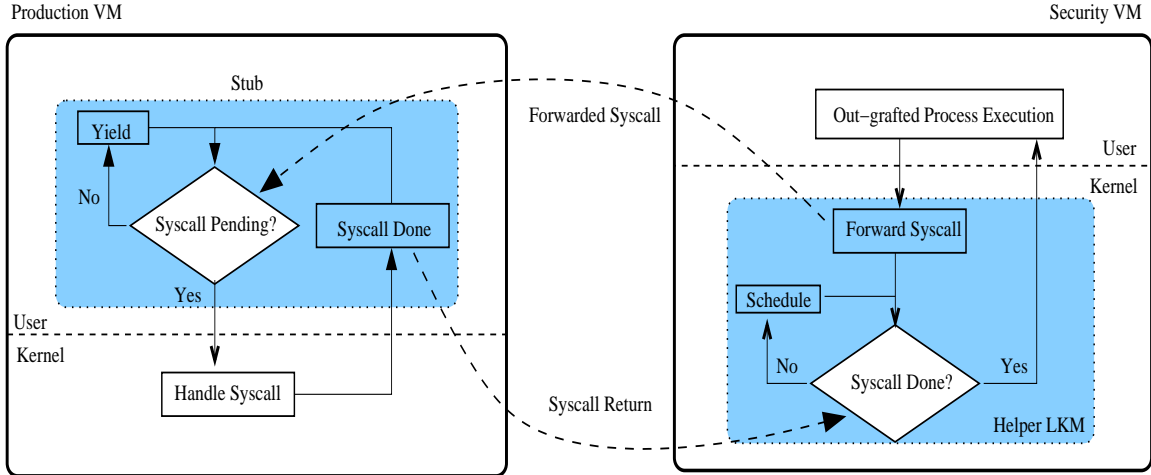 Production VM
Security VM
Stub
Yield
No
Syscall Pending?
Syscall Done
Yes
User
Kernel
Handle Syscall
Forwarded Syscall
Syscall Return
Out−grafted Process Execution
User
Kernel
Forward Syscall
Schedule
No
Syscall Done?
Yes
Helper LKM